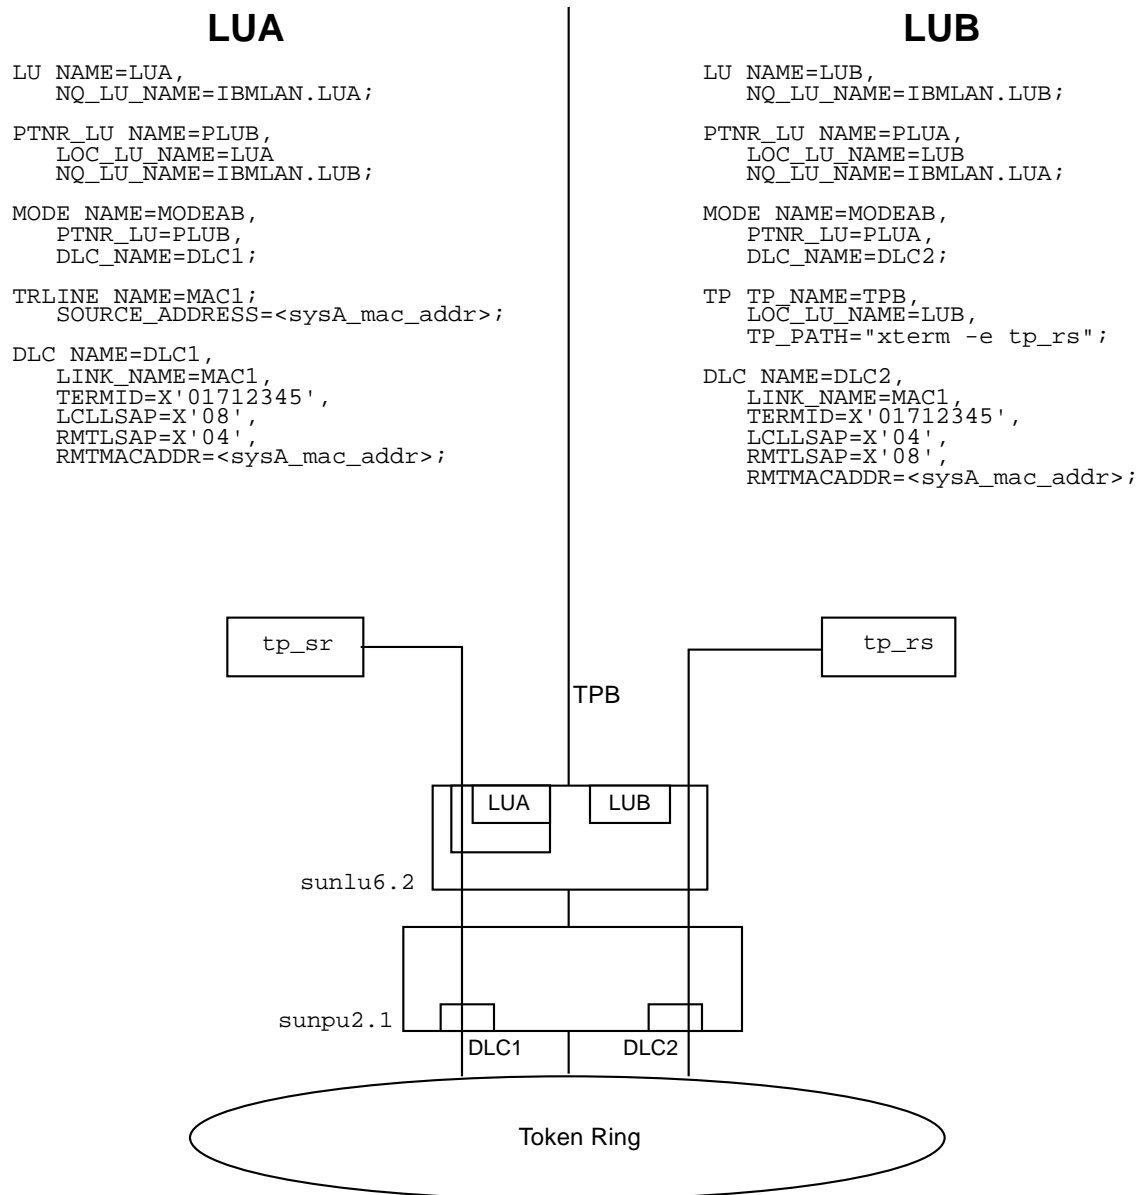 LUA
LU NAME=LUA,
NQ_LU_NAME=IBMLAN.LUA;
PTNR_LU NAME=PLUB,
LOC_LU_NAME=LUA
NQ_LU_NAME=IBMLAN.LUB;
MODE NAME=MODEAB,
PTNR_LU=PLUB,
DLC_NAME=DLC1;
TRLINE NAME=MAC1;
SOURCE_ADDRESS=<sysA_mac_addr>;
DLC NAME=DLC1,
LINK_NAME=MAC1,
TERMID=X'01712345',
LCLLSAP=X'08',
RMTLSAP=X'04',
RMTMACADDR=<sysA_mac_addr>;
LUB
LU NAME=LUB,
NQ_LU_NAME=IBMLAN.LUB;
PTNR_LU NAME=PLUA,
LOC_LU_NAME=LUB
NQ_LU_NAME=IBMLAN.LUA;
MODE NAME=MODEAB,
PTNR_LU=PLUA,
DLC_NAME=DLC2;
TP TP_NAME=TPB,
LOC_LU_NAME=LUB,
TP_PATH="xterm -e tp_rs";
DLC NAME=DLC2,
LINK_NAME=MAC1,
TERMID=X'01712345',
LCLLSAP=X'04',
RMTLSAP=X'08',
RMTMACADDR=<sysA_mac_addr>;
tp_sr
tp_rs
TPB
LUA
LUB
sunlu6.2
sunpu2.1
DLC1
DLC2
Token Ring